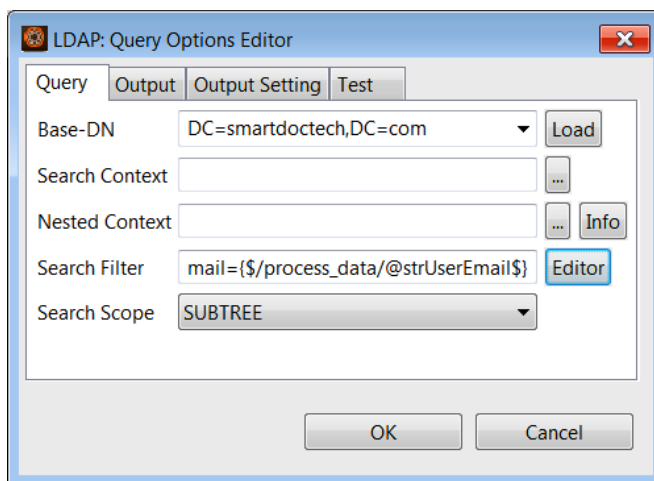 LDAP: Query Options Editor
Query Output Output Setting Test
Base-DN DC=smartdoctech,DC=com Load
Search Context ...
Nested Context ... Info
Search Filter mail={$/process_data/@strUserEmail$} Editor
Search Scope SUBTREE
OK Cancel